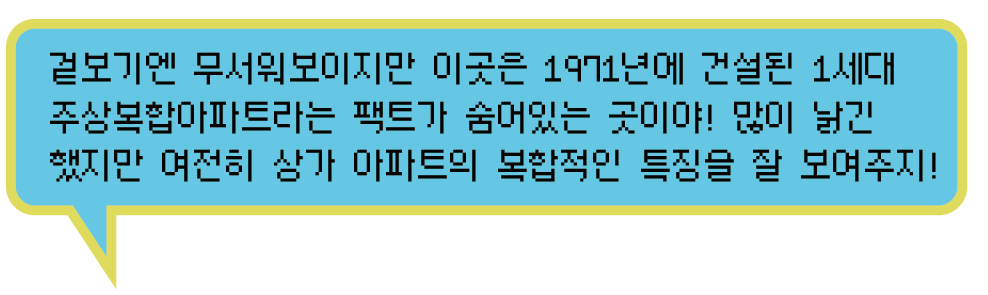 겉보기엔 무서워보이지만 이곳은 1971년에 건설된 1세대
주상복합아파트라는 팩트가 숨어있는 곳이야! 많이 낡긴
했지만 여전히 상가 아파트의 복합적인 특징을 잘 보여주지!